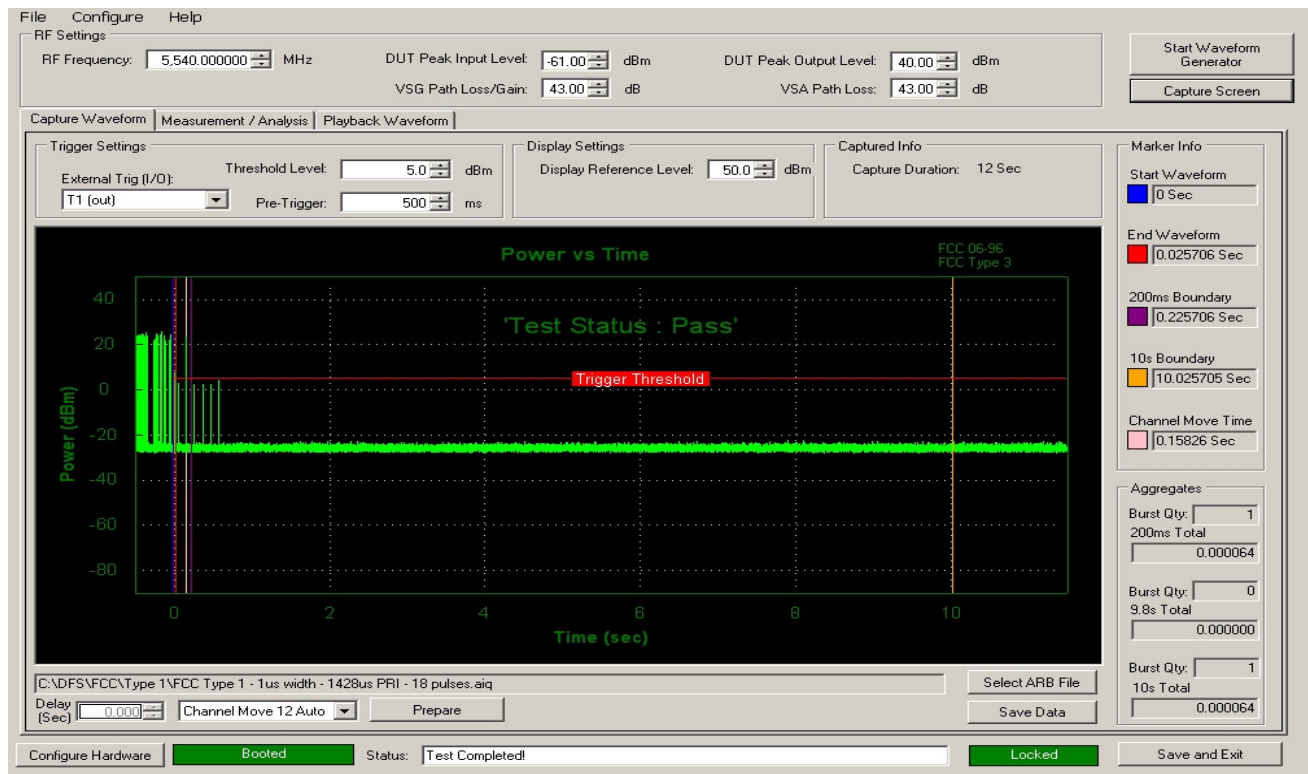 File Configure Help
RF Settings
RF Frequency: 5,540.000000 MHz DUT Peak Input Level: -61.00 dBm DUT Peak Output Level: 40.00 dBm
VSG Path Loss/Gain: 43.00 dB VSA Path Loss: 43.00 dB
Start Waveform
Generator
Capture Screen
Capture Waveform Measurement / Analysis Playback Waveform
Trigger Settings
External Trig (I/O):
T1 (out)
Threshold Level: 5.0 dBm
Pre-Trigger: 500 ms
Display Settings
Display Reference Level: 50.0 dBm
Captured Info
Capture Duration: 12 Sec
Power vs Time
FCC 06-96
FCC Type 3
'Test Status : Pass'
Trigger Threshold
Power (dBm)
40
20
0
-20
-40
-60
-80
0 2 4 6 8 10
Time (sec)
Marker Info
Start Waveform
0 Sec
End Waveform
0.025706 Sec
200ms Boundary
0.225706 Sec
10s Boundary
10.025705 Sec
Channel Move Time
0.15826 Sec
Aggregates
Burst Qty: 1
200ms Total
0.000064
Burst Qty: 0
9.8s Total
0.000000
Burst Qty: 1
10s Total
0.000064
C:\DFS\FCC\Type 1\FCC Type 1 - 1us width - 1428us PRI - 18 pulses.aiq
Select ARB File
Delay
(Sec) 0.000 Channel Move 12 Auto Prepare
Save Data
Configure Hardware Booted Status: Test Completed! Locked Save and Exit